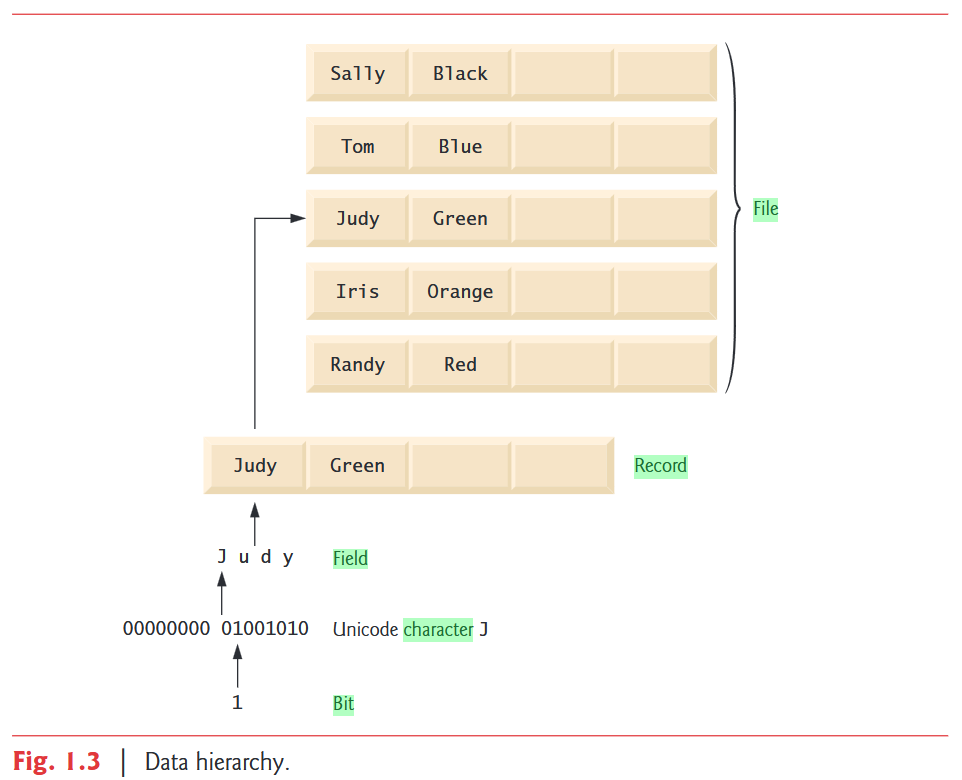 Sally Black
Tom Blue
Judy Green
File
Iris Orange
Randy Red
Judy Green Record
J u d y Field
00000000 01001010 Unicode character J
1 Bit
Fig. 1.3 | Data hierarchy.